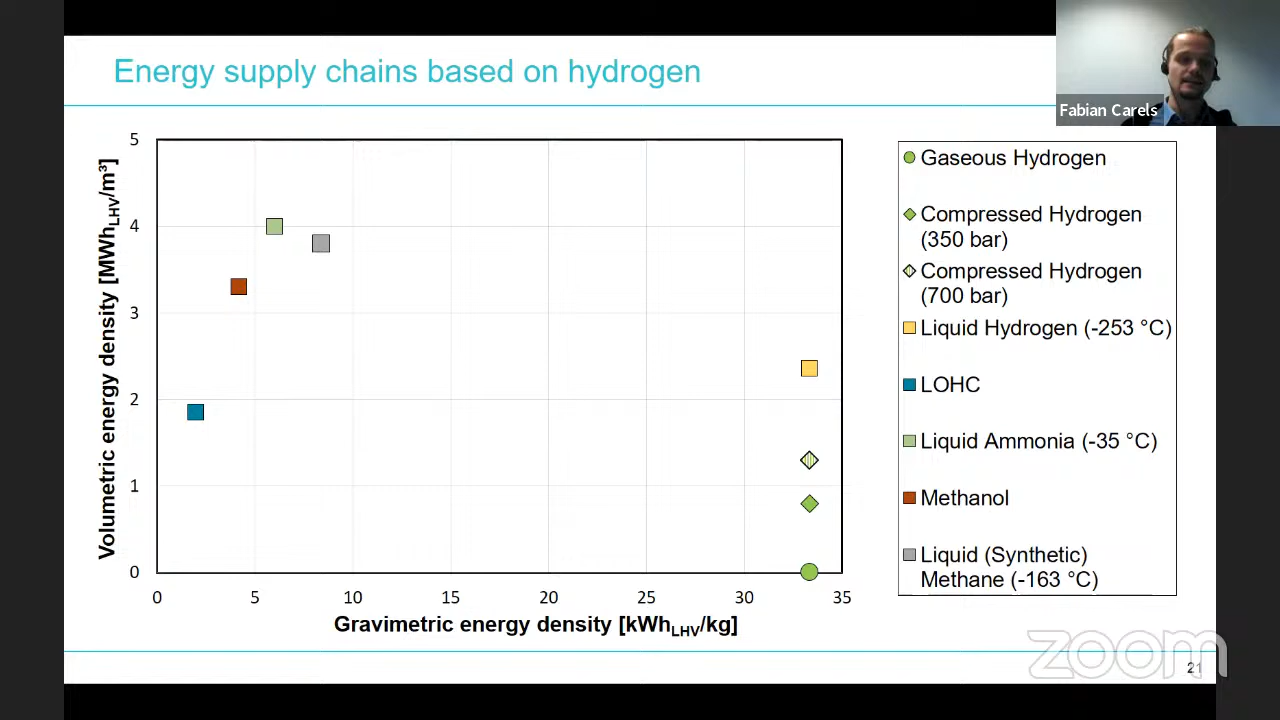 Energy supply chains based on hydrogen
Fabian Carels
Volumetric energy density [MWhLHV/m³]
5
4
3
2
1
0
0 5 10 15 20 25 30 35
Gravimetric energy density [kWhLHV/kg]
Gaseous Hydrogen
Compressed Hydrogen
(350 bar)
Compressed Hydrogen
(700 bar)
Liquid Hydrogen (-253 °C)
LOHC
Liquid Ammonia (-35 °C)
Methanol
Liquid (Synthetic)
Methane (-163 °C)
zoom
21